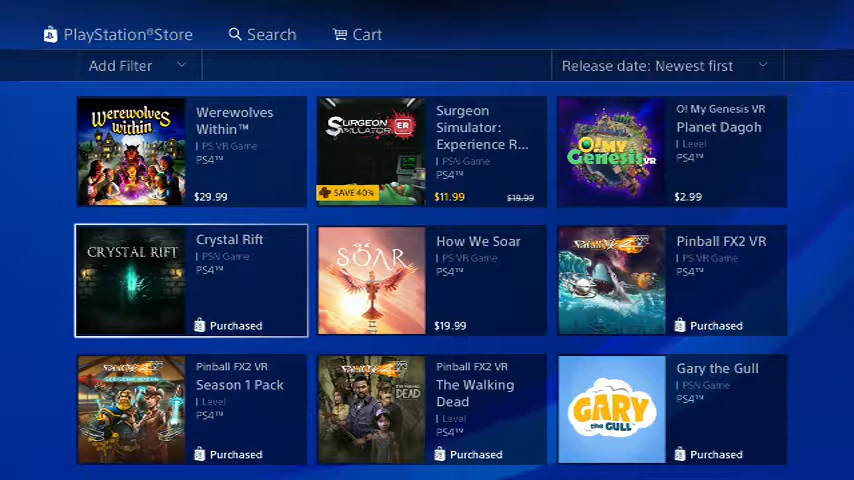 PlayStation®Store
Search
Cart
Add Filter
Release date: Newest first
Werewolves
within
Werewolves
Within™
PS VR Game
PS4™
$29.99
SURGEON
SIMULATOR
ER
SAVE 40%
Surgeon
Simulator:
Experience R...
PSN Game
PS4™
$11.99
$19.99
O! MY
GENESIS VR
O! My Genesis VR
Planet Dagoh
Level
PS4™
$2.99
CRYSTAL RIFT
Crystal Rift
PSN Game
PS4™
Purchased
SOAR
How We Soar
PS VR Game
PS4™
$19.99
Pinball FX2 VR
PS VR Game
PS4™
Purchased
Pinball FX2 VR
Season 1 Pack
Level
PS4™
Purchased
THE WALKING
DEAD
Pinball FX2 VR
The Walking
Dead
Level
PS4™
Purchased
GARY
the GULL
Gary the Gull
PSN Game
PS4™
Purchased